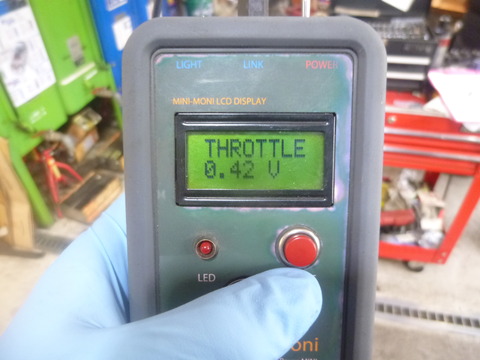 LIGHT LINK POWER
MINI-MONI LCD DISPLAY
THROTTLE
0.42 V
LED
oni